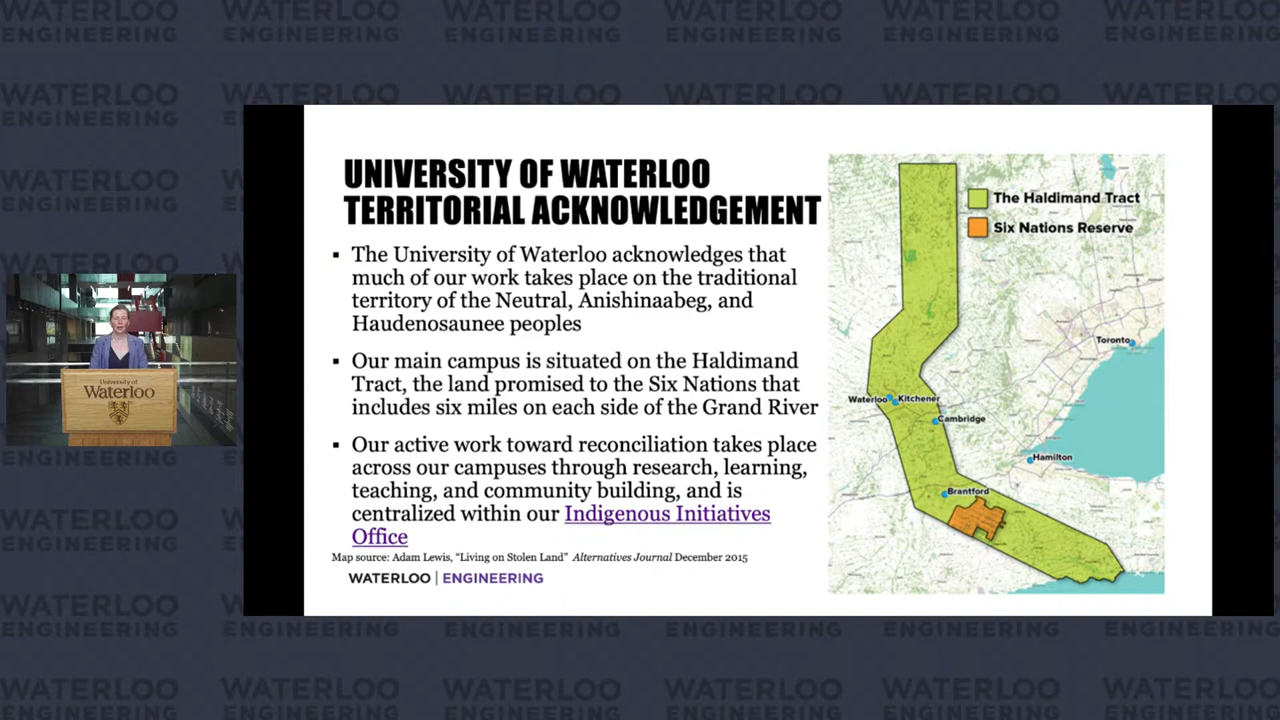 UNIVERSITY OF WATERLOO
TERRITORIAL ACKNOWLEDGEMENT
▪ The University of Waterloo acknowledges that
much of our work takes place on the traditional
territory of the Neutral, Anishinaabeg, and
Haudenosaunee peoples
▪ Our main campus is situated on the Haldimand
Tract, the land promised to the Six Nations that
includes six miles on each side of the Grand River
▪ Our active work toward reconciliation takes place
across our campuses through research, learning,
teaching, and community building, and is
centralized within our Indigenous Initiatives
Office
Map source: Adam Lewis, “Living on Stolen Land” Alternatives Journal December 2015
WATERLOO | ENGINEERING
The Haldimand Tract
Six Nations Reserve
Toronto
Waterloo
Kitchener
Cambridge
Hamilton
Brantford
University of
Waterloo
WATERLOO
ENGINEERING